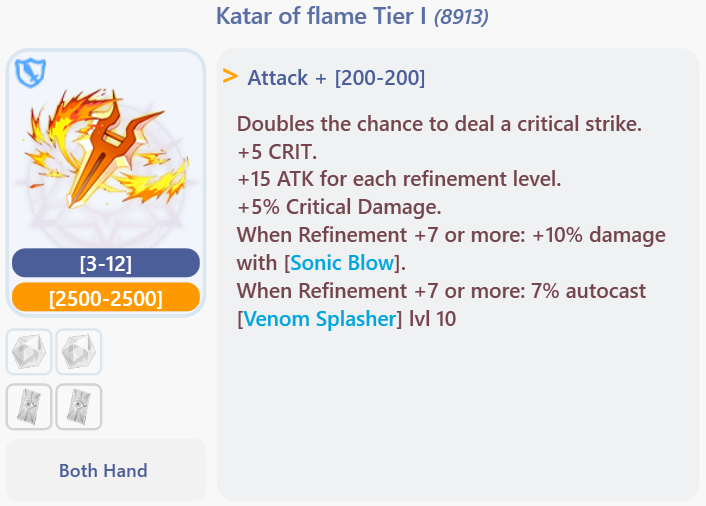 Katar of flame Tier I (8913)
> Attack + [200-200]
Doubles the chance to deal a critical strike.
+5 CRIT.
+15 ATK for each refinement level.
+5% Critical Damage.
When Refinement +7 or more: +10% damage
with [Sonic Blow].
When Refinement +7 or more: 7% autocast
[Venom Splasher] lvl 10
[3-12]
[2500-2500]
Both Hand